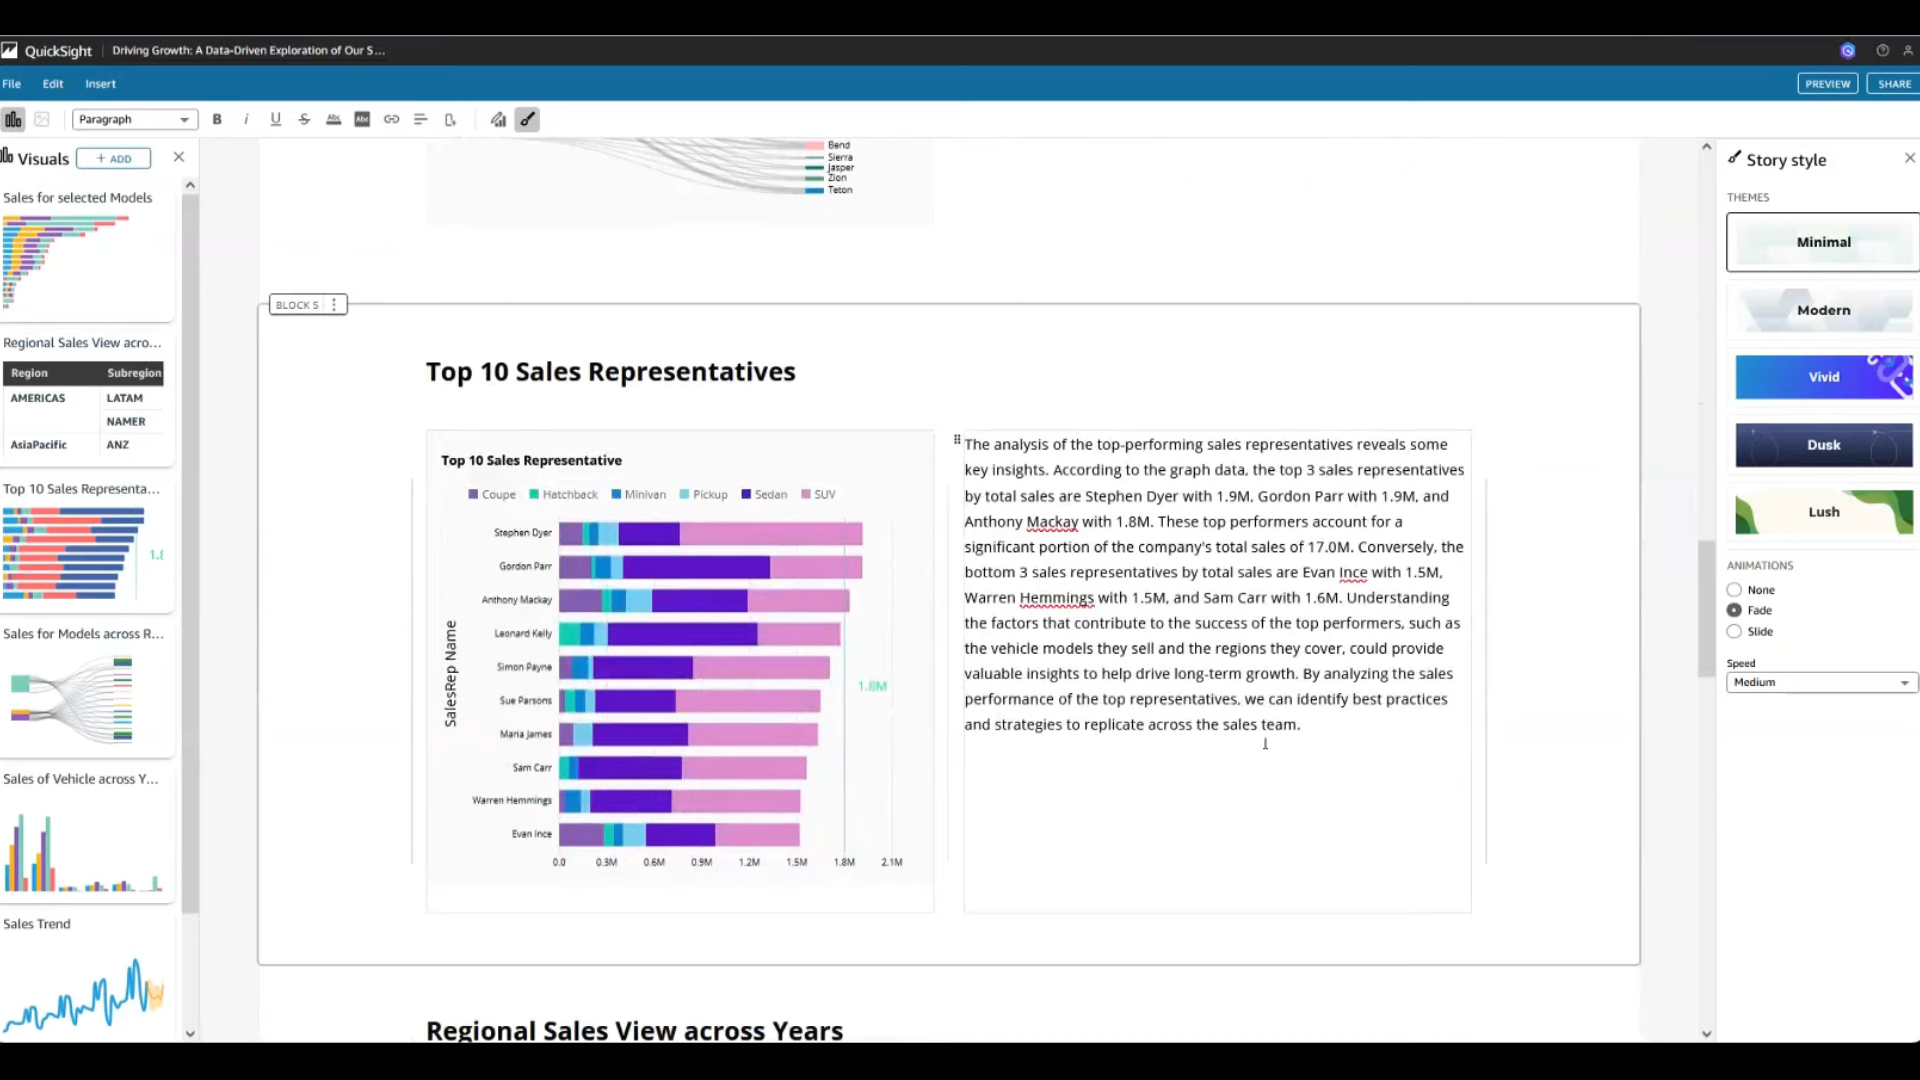 QuickSight
Driving Growth: A Data-Driven Exploration of Our S...
File Edit Insert
PREVIEW SHARE
Paragraph
B i U S Abc Abc
Visuals + ADD
Sales for selected Models
Regional Sales View acro...
Region Subregion
AMERICAS LATAM
NAMER
AsiaPacific ANZ
Top 10 Sales Representa...
Sales for Models across R...
Sales of Vehicle across Y...
Sales Trend
Bend
Sierra
Jasper
Zion
Teton
BLOCK 5
Top 10 Sales Representatives
Top 10 Sales Representative
Coupe Hatchback Minivan Pickup Sedan SUV
SalesRep Name
Stephen Dyer
Gordon Parr
Anthony Mackay
Leonard Kelly
Simon Payne
Sue Parsons
Maria James
Sam Carr
Warren Hemmings
Evan Ince
1.8M
0.0 0.3M 0.6M 0.9M 1.2M 1.5M 1.8M 2.1M
The analysis of the top-performing sales representatives reveals some
key insights. According to the graph data, the top 3 sales representatives
by total sales are Stephen Dyer with 1.9M, Gordon Parr with 1.9M, and
Anthony Mackay with 1.8M. These top performers account for a
significant portion of the company's total sales of 17.0M. Conversely, the
bottom 3 sales representatives by total sales are Evan Ince with 1.5M,
Warren Hemmings with 1.5M, and Sam Carr with 1.6M. Understanding
the factors that contribute to the success of the top performers, such as
the vehicle models they sell and the regions they cover, could provide
valuable insights to help drive long-term growth. By analyzing the sales
performance of the top representatives, we can identify best practices
and strategies to replicate across the sales team.
Regional Sales View across Years
Story style
THEMES
Minimal
Modern
Vivid
Dusk
Lush
ANIMATIONS
None
Fade
Slide
Speed
Medium